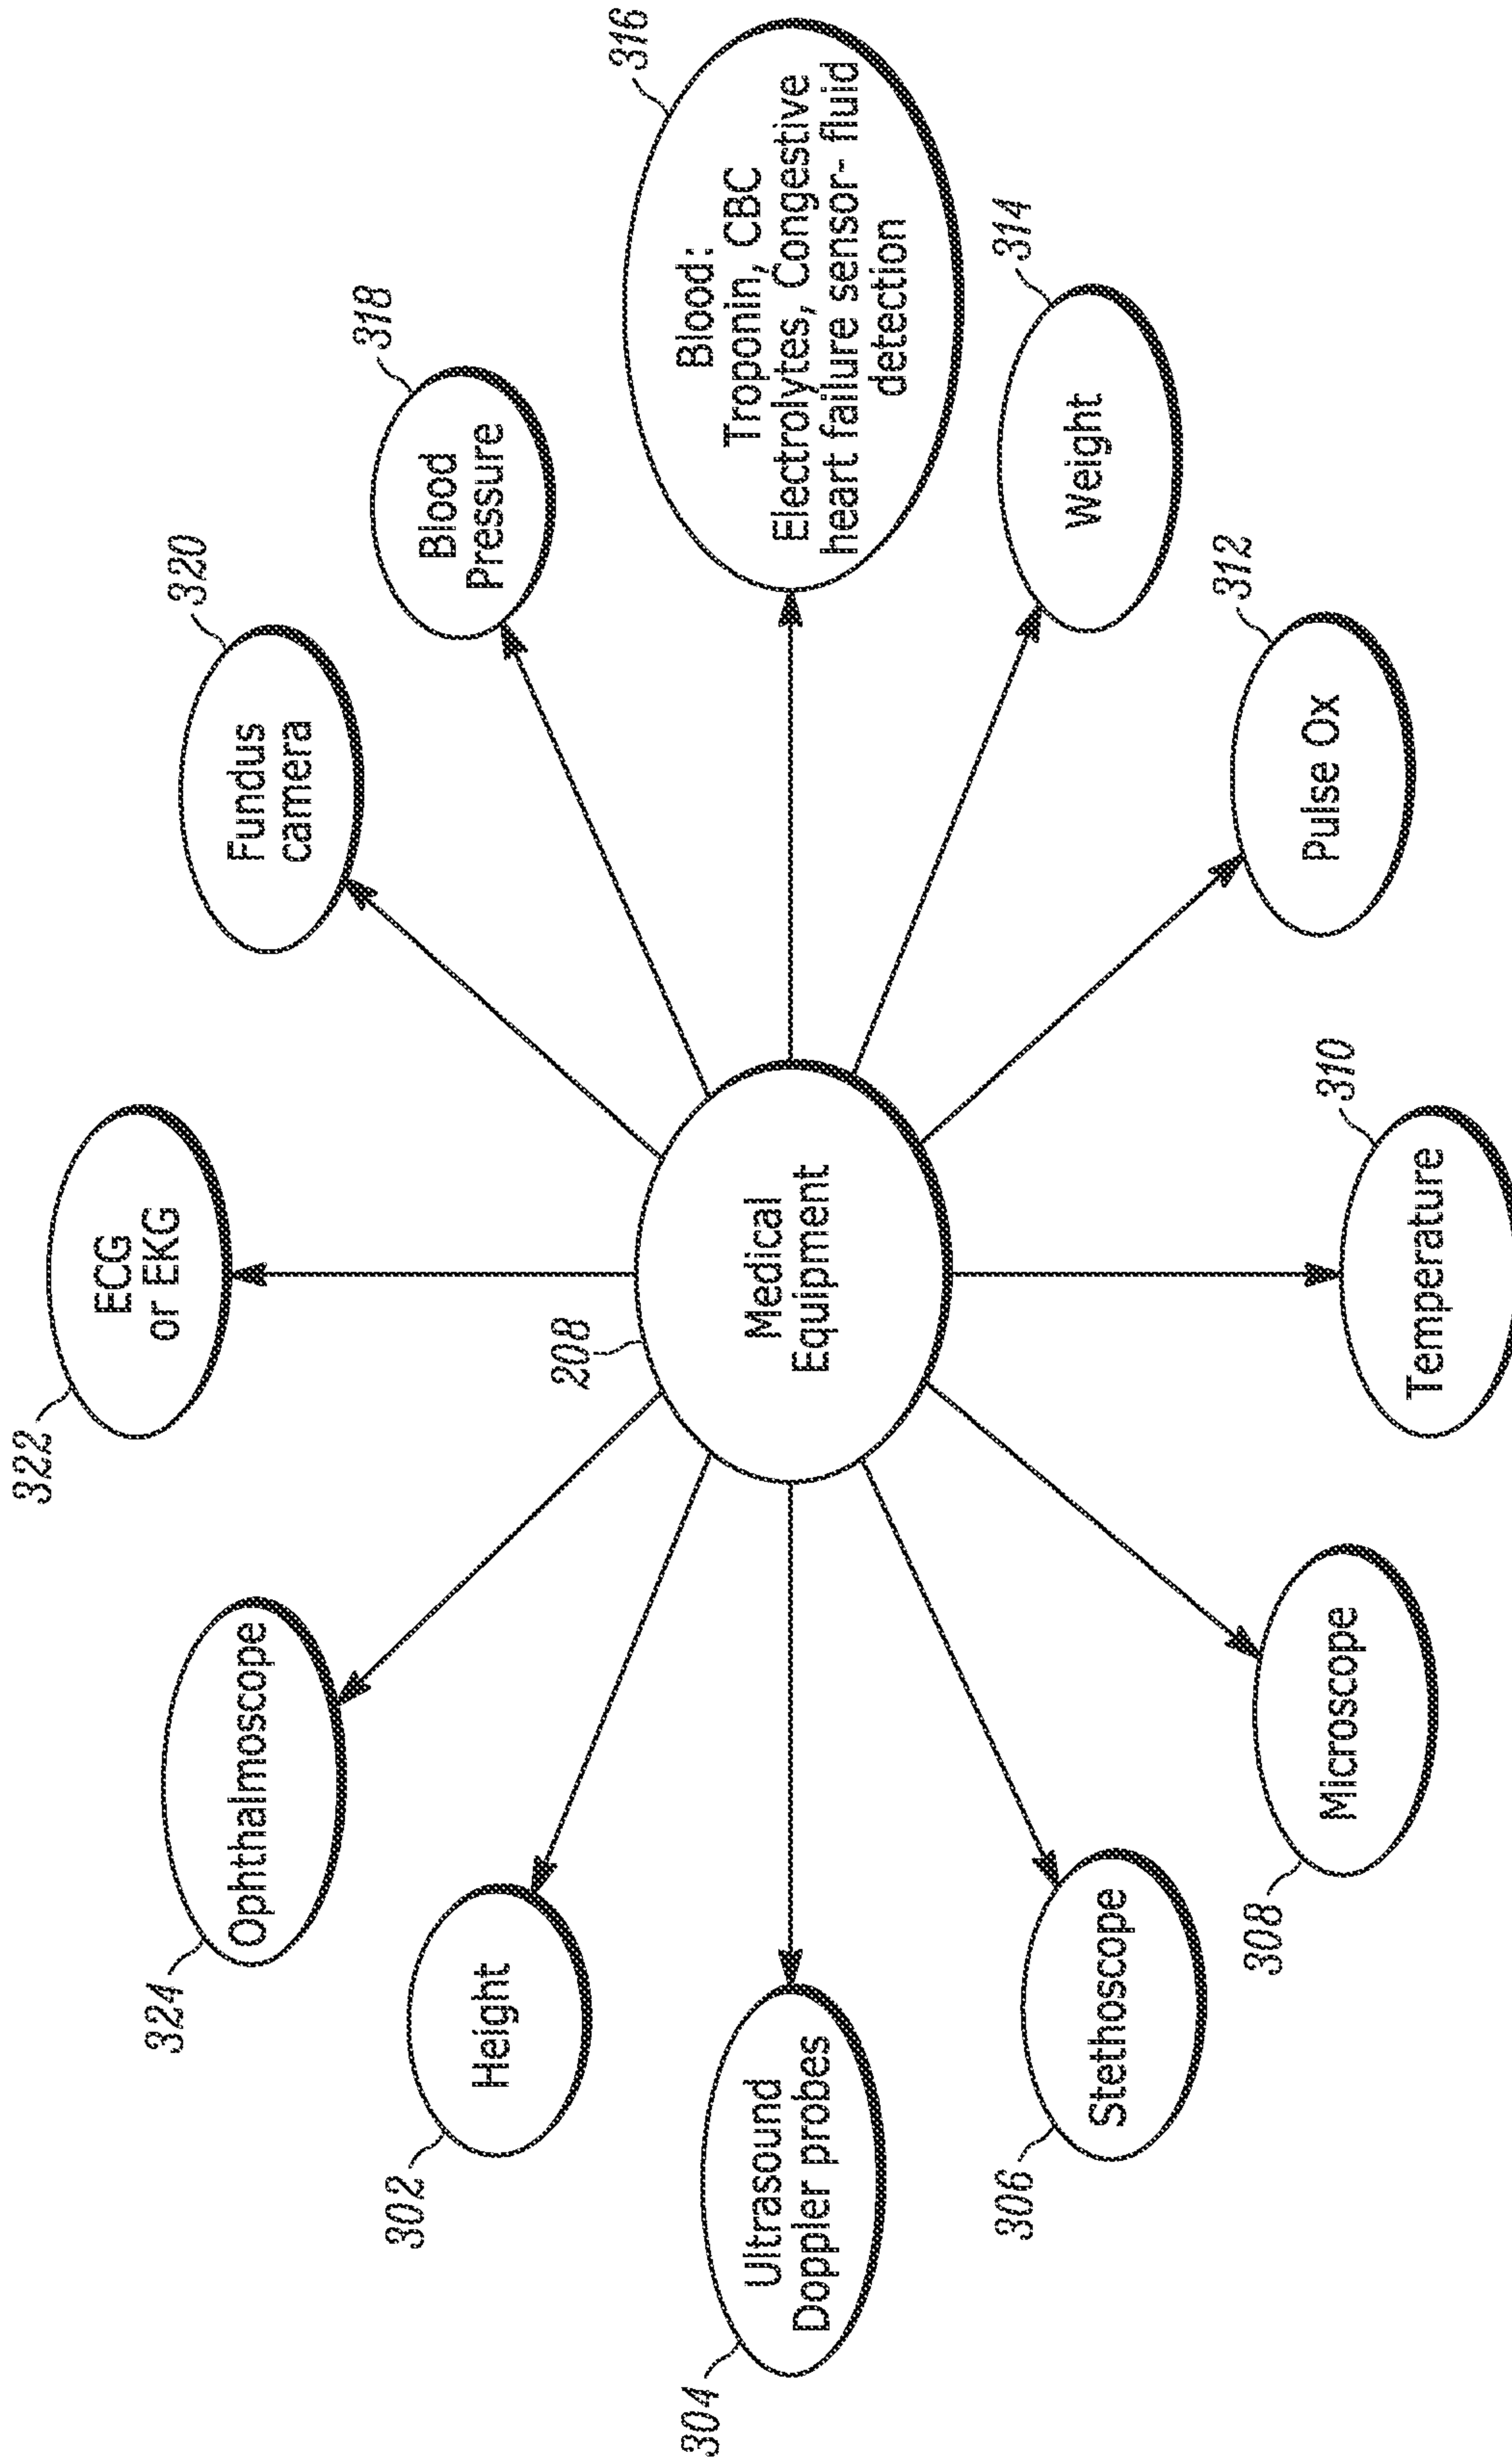 322
ECG
or EKG
324
Ophthalmoscope
320
Fundus
camera
302
Height
318
Blood
Pressure
208
Medical
Equipment
304
Ultrasound
Doppler probes
316
Blood:
Troponin, CBC
Electrolytes, Congestive
heart failure sensor- fluid
detection
306
Stethoscope
314
Weight
308
Microscope
312
Pulse Ox
310
Temperature